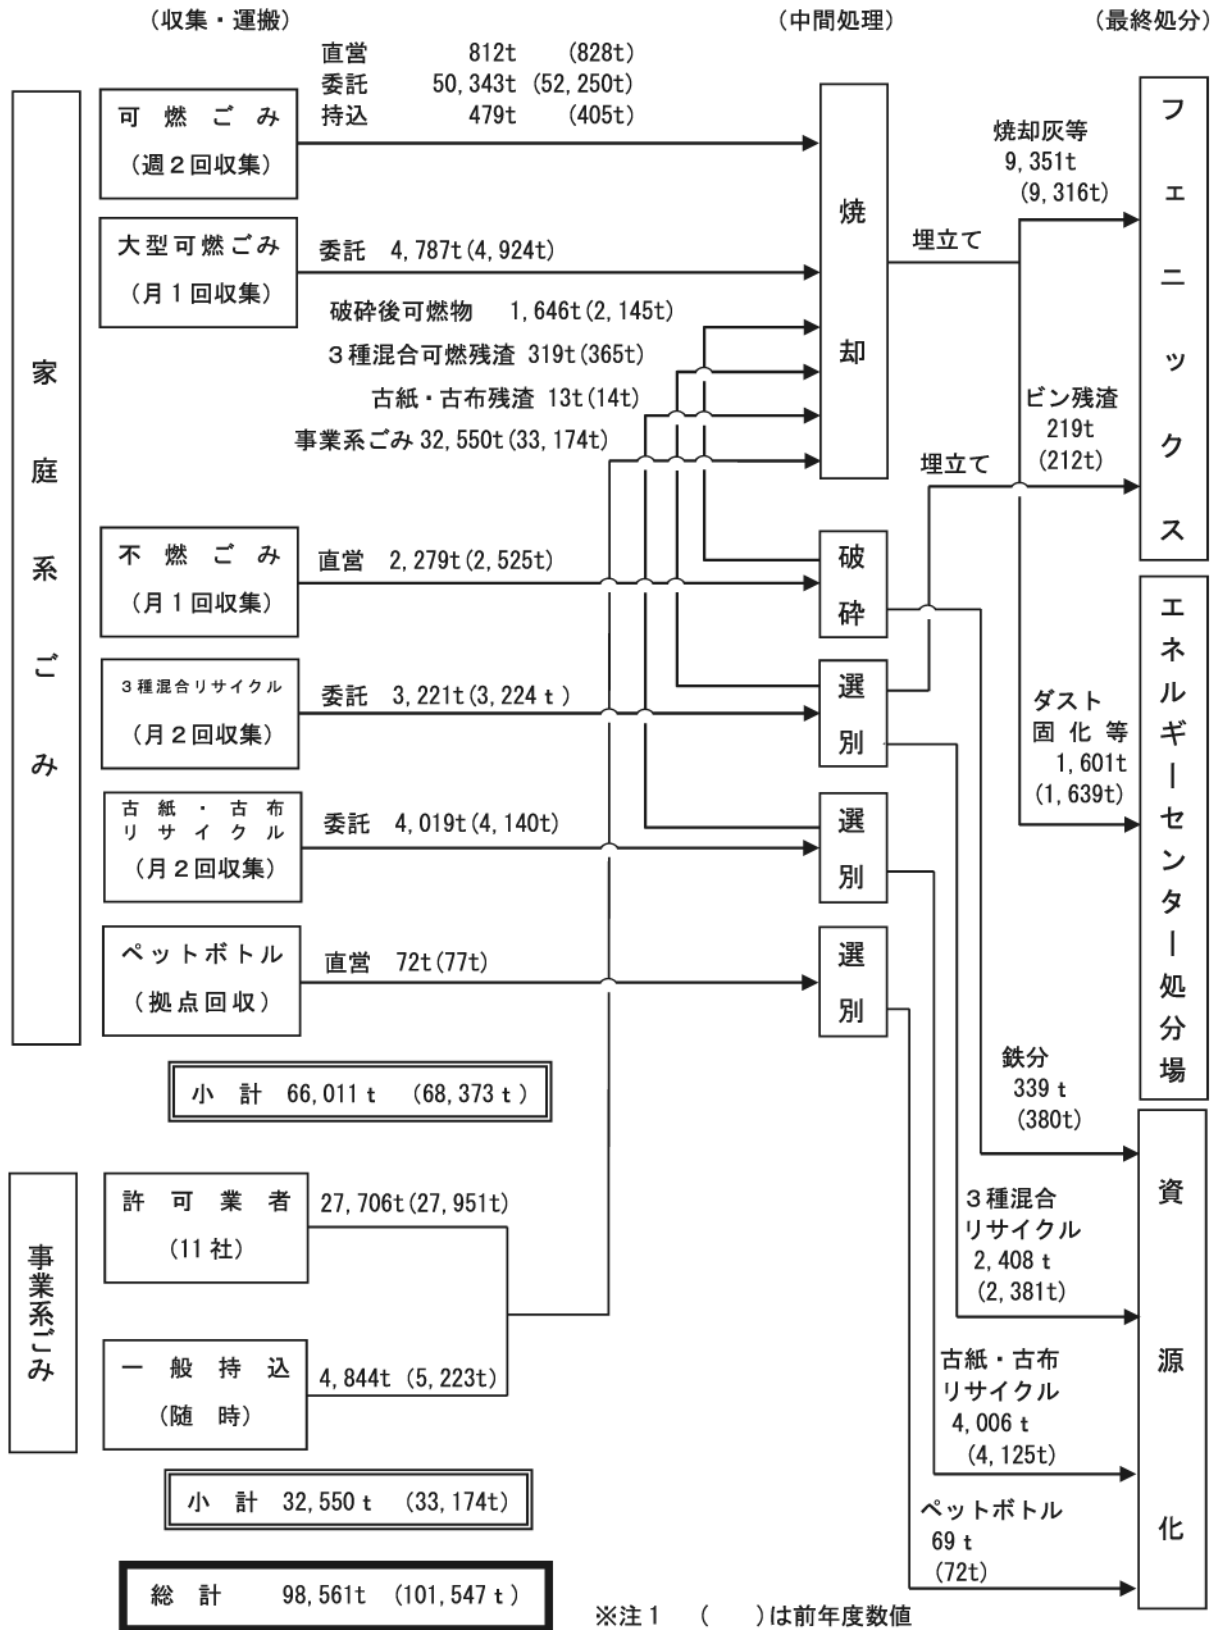 (収集・運搬)
(中間処理)
(最終処分)
家庭系ごみ
可燃ごみ
(週2回収集)
直営 812t (828t)
委託 50,343t (52,250t)
持込 479t (405t)
大型可燃ごみ
(月1回収集)
委託 4,787t(4,924t)
破砕後可燃物 1,646t(2,145t)
3種混合可燃残渣 319t(365t)
古紙・古布残渣 13t(14t)
事業系ごみ 32,550t(33,174t)
不燃ごみ
(月1回収集)
直営 2,279t(2,525t)
3種混合リサイクル
(月2回収集)
委託 3,221t(3,224t)
古紙・古布
リサイクル
(月2回収集)
委託 4,019t(4,140t)
ペットボトル
(拠点回収)
直営 72t(77t)
小計 66,011t (68,373t)
事業系ごみ
許可業者
(11社)
27,706t(27,951t)
一般持込
(随時)
4,844t (5,223t)
小計 32,550t (33,174t)
総計 98,561t (101,547t)
焼却
破砕
選別
選別
選別
埋立て
焼却灰等
9,351t
(9,316t)
埋立て
ビン残渣
219t
(212t)
ダスト
固化等
1,601t
(1,639t)
鉄分
339t
(380t)
3種混合
リサイクル
2,408t
(2,381t)
古紙・古布
リサイクル
4,006t
(4,125t)
ペットボトル
69t
(72t)
フェニックス
エネルギーセンター処分場
資源化
※注1 ( )は前年度数値